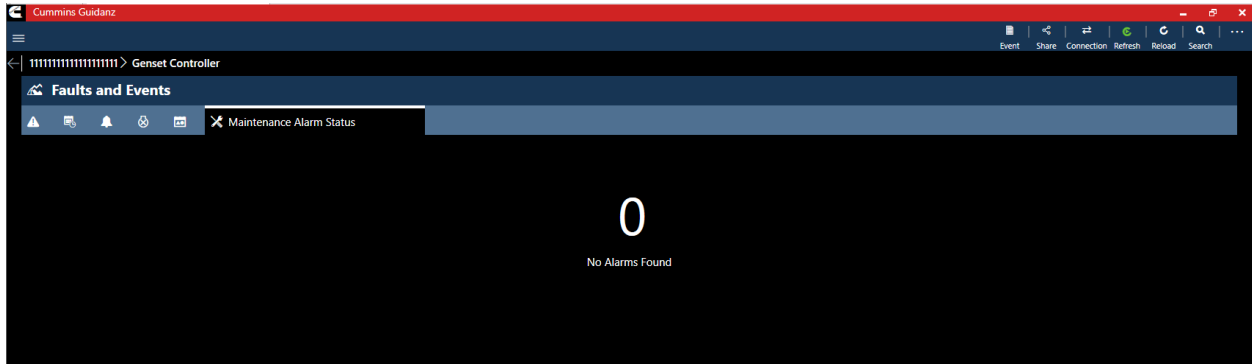 Cummins Guidanz
Event Share Connection Refresh Reload Search
1111111111111111111 > Genset Controller
Faults and Events
Maintenance Alarm Status
0
No Alarms Found